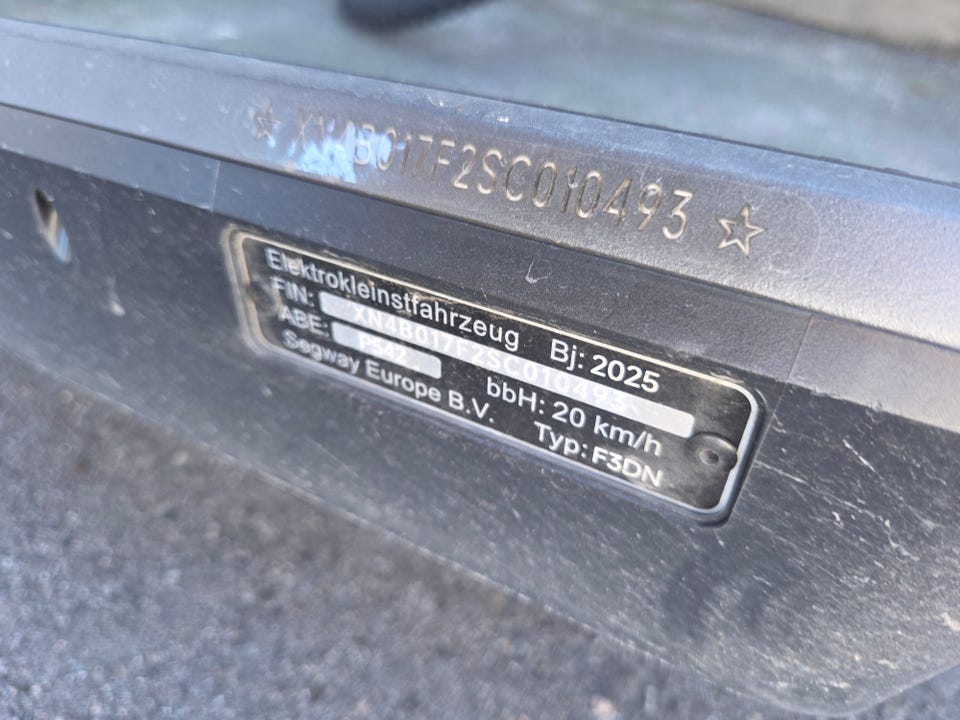 ☆ XN4B017F2SC010493 ☆
Elektrokleinstfahrzeug Bj: 2025
FIN: XN4B017F2SC010493
ABE: P542 bbH: 20 km/h
Segway Europe B.V. Typ: F3DN